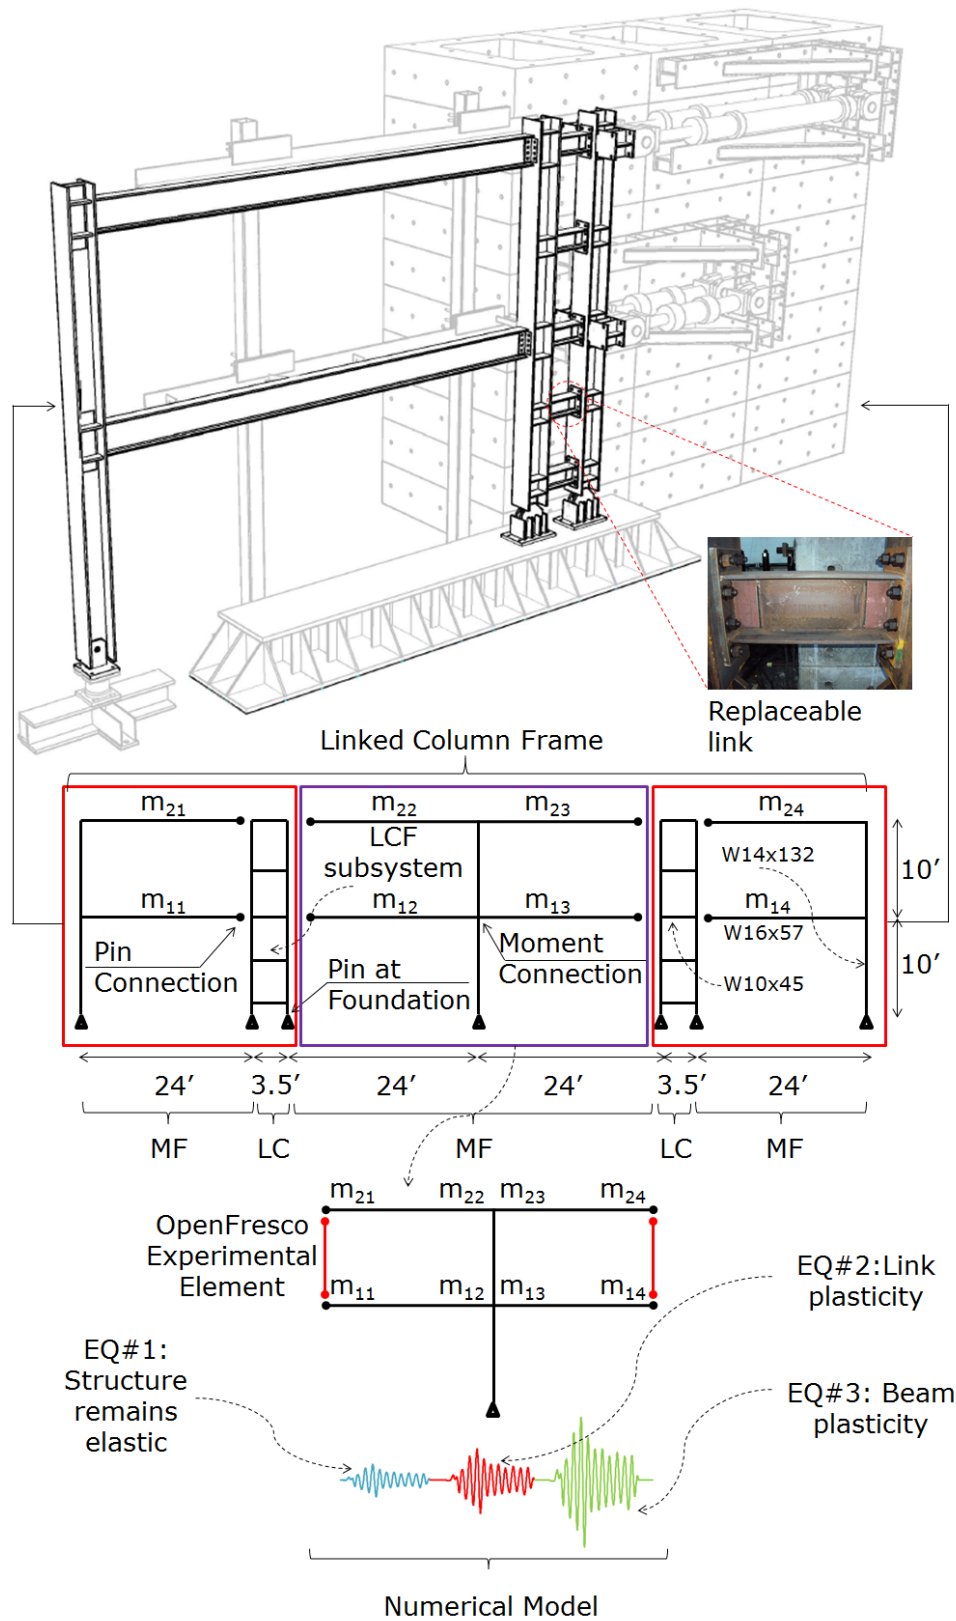 Replaceable
link
Linked Column Frame
m21
m22
m23
m24
LCF
subsystem
W14x132
10’
m11
m12
m13
m14
W16x57
Pin
Connection
Moment
Connection
Pin at
Foundation
W10x45
10’
24’ 3.5’ 24’ 24’ 3.5’ 24’
MF LC MF LC MF
m21 m22 m23 m24
OpenFresco
Experimental
Element
m11 m12 m13 m14
EQ#2:Link
plasticity
EQ#1:
Structure
remains
elastic
EQ#3: Beam
plasticity
Numerical Model